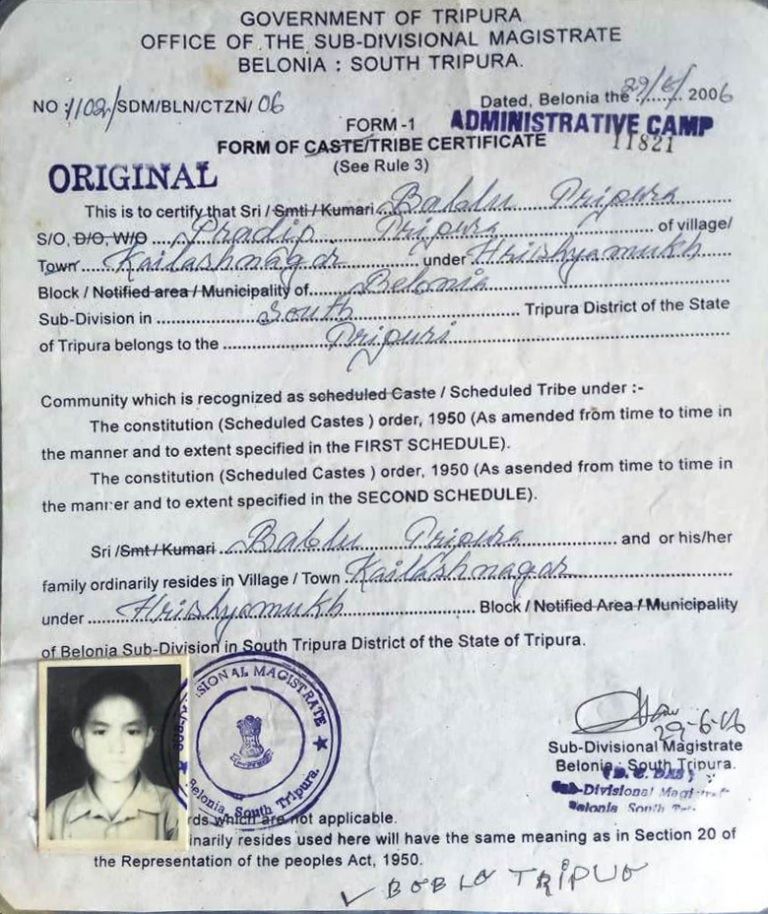 GOVERNMENT OF TRIPURA
OFFICE OF THE SUB-DIVISIONAL MAGISTRATE
BELONIA : SOUTH TRIPURA.
NO :1102/SDM/BLN/CTZN/ 06
Dated, Belonia the 29/6/ 2006
FORM -1 ADMINISTRATIVE CAMP
11821
FORM OF CASTE/TRIBE CERTIFICATE
ORIGINAL (See Rule 3)
This is to certify that Sri / Smti / Kumari Bablu Tripura
S/O, D/O, W/O Pradip Tripura of village/
Town Kailashnagar under Hrishyamukh
Block / Notified area / Municipality of Belonia
Sub-Division in South Tripura District of the State
of Tripura belongs to the Tripuri
Community which is recognized as scheduled Caste / Scheduled Tribe under :-
The constitution (Scheduled Castes ) order, 1950 (As amended from time to time in
the manner and to extent specified in the FIRST SCHEDULE).
The constitution (Scheduled Castes ) order, 1950 (As asended from time to time in
the manner and to extent specified in the SECOND SCHEDULE).
Sri /Smt / Kumari Bablu Tripura and or his/her
family ordinarily resides in Village / Town Kailashnagar
under Hrishyamukh Block / Notified Area / Municipality
of Belonia Sub-Division in South Tripura District of the State of Tripura.
SIONAL MAGISTRATE
Belonia, South Tripura.
29-6-06
Sub-Divisional Magistrate
Belonia : South Tripura.
Sub-Divisional
Belonia South
rds which are not applicable.
inarily resides used here will have the same meaning as in Section 20 of
the Representation of the peoples Act, 1950.